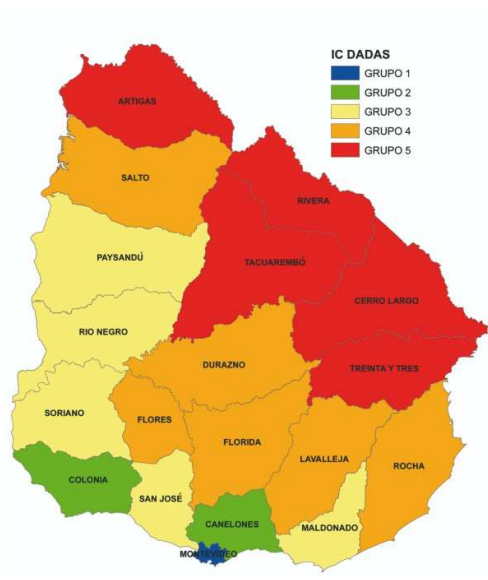 IC DADAS
GRUPO 1
GRUPO 2
GRUPO 3
GRUPO 4
GRUPO 5
ARTIGAS
SALTO
RIVERA
PAYSANDÚ
TACUAREMBÓ
CERRO LARGO
RIO NEGRO
DURAZNO
TREINTA Y TRES
SORIANO
FLORES
FLORIDA
LAVALLEJA
ROCHA
COLONIA
SAN JOSÉ
CANELONES
MALDONADO
MONTEVIDEO